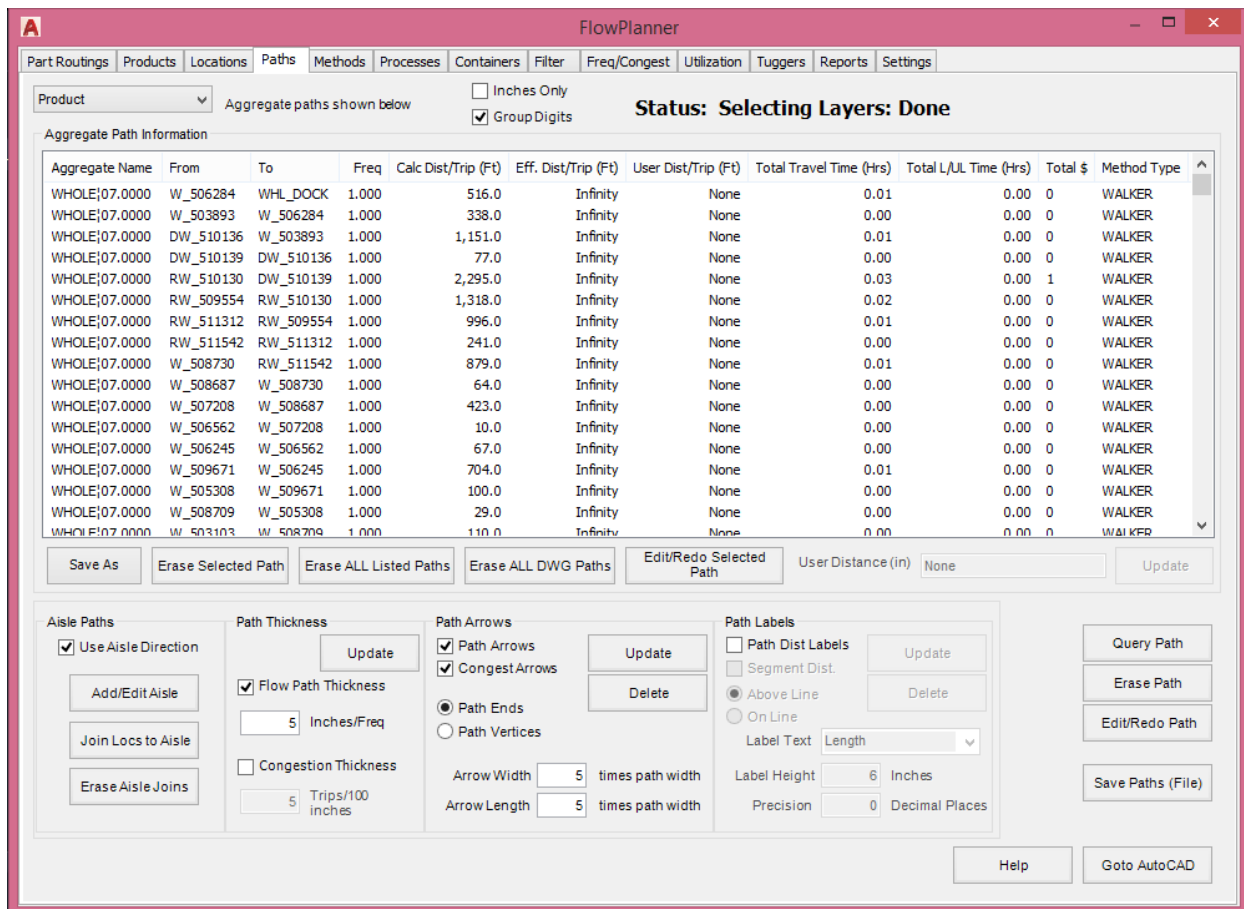 FlowPlanner
Part Routings Products Locations Paths Methods Processes Containers Filter Freq/Congest Utilization Tuggers Reports Settings
Product Aggregate paths shown below
Inches Only
Group Digits
Status: Selecting Layers: Done
Aggregate Path Information
Aggregate Name From To Freq Calc Dist/Trip (Ft) Eff. Dist/Trip (Ft) User Dist/Trip (Ft) Total Travel Time (Hrs) Total L/UL Time (Hrs) Total $ Method Type
WHOLE¦07.0000 W_506284 WHL_DOCK 1.000 516.0 Infinity None 0.01 0.00 0 WALKER
WHOLE¦07.0000 W_503893 W_506284 1.000 338.0 Infinity None 0.00 0.00 0 WALKER
WHOLE¦07.0000 DW_510136 W_503893 1.000 1,151.0 Infinity None 0.01 0.00 0 WALKER
WHOLE¦07.0000 DW_510139 DW_510136 1.000 77.0 Infinity None 0.00 0.00 0 WALKER
WHOLE¦07.0000 RW_510130 DW_510139 1.000 2,295.0 Infinity None 0.03 0.00 1 WALKER
WHOLE¦07.0000 RW_509554 RW_510130 1.000 1,318.0 Infinity None 0.02 0.00 0 WALKER
WHOLE¦07.0000 RW_511312 RW_509554 1.000 996.0 Infinity None 0.01 0.00 0 WALKER
WHOLE¦07.0000 RW_511542 RW_511312 1.000 241.0 Infinity None 0.00 0.00 0 WALKER
WHOLE¦07.0000 W_508730 RW_511542 1.000 879.0 Infinity None 0.01 0.00 0 WALKER
WHOLE¦07.0000 W_508687 W_508730 1.000 64.0 Infinity None 0.00 0.00 0 WALKER
WHOLE¦07.0000 W_507208 W_508687 1.000 423.0 Infinity None 0.00 0.00 0 WALKER
WHOLE¦07.0000 W_506562 W_507208 1.000 10.0 Infinity None 0.00 0.00 0 WALKER
WHOLE¦07.0000 W_506245 W_506562 1.000 67.0 Infinity None 0.00 0.00 0 WALKER
WHOLE¦07.0000 W_509671 W_506245 1.000 704.0 Infinity None 0.01 0.00 0 WALKER
WHOLE¦07.0000 W_505308 W_509671 1.000 100.0 Infinity None 0.00 0.00 0 WALKER
WHOLE¦07.0000 W_508709 W_505308 1.000 29.0 Infinity None 0.00 0.00 0 WALKER
WHOLE¦07.0000 W_503103 W_508709 1.000 110.0 Infinity None 0.00 0.00 0 WALKER
Save As Erase Selected Path Erase ALL Listed Paths Erase ALL DWG Paths Edit/Redo Selected Path User Distance (in) None Update
Aisle Paths
Use Aisle Direction
Add/Edit Aisle
Join Locs to Aisle
Erase Aisle Joins
Path Thickness
Update
Flow Path Thickness
5 Inches/Freq
Congestion Thickness
5 Trips/100 inches
Path Arrows
Path Arrows
Congest Arrows
Update
Delete
Path Ends
Path Vertices
Arrow Width 5 times path width
Arrow Length 5 times path width
Path Labels
Path Dist Labels
Segment Dist.
Above Line
On Line
Update
Delete
Label Text Length
Label Height 6 Inches
Precision 0 Decimal Places
Query Path
Erase Path
Edit/Redo Path
Save Paths (File)
Help Goto AutoCAD